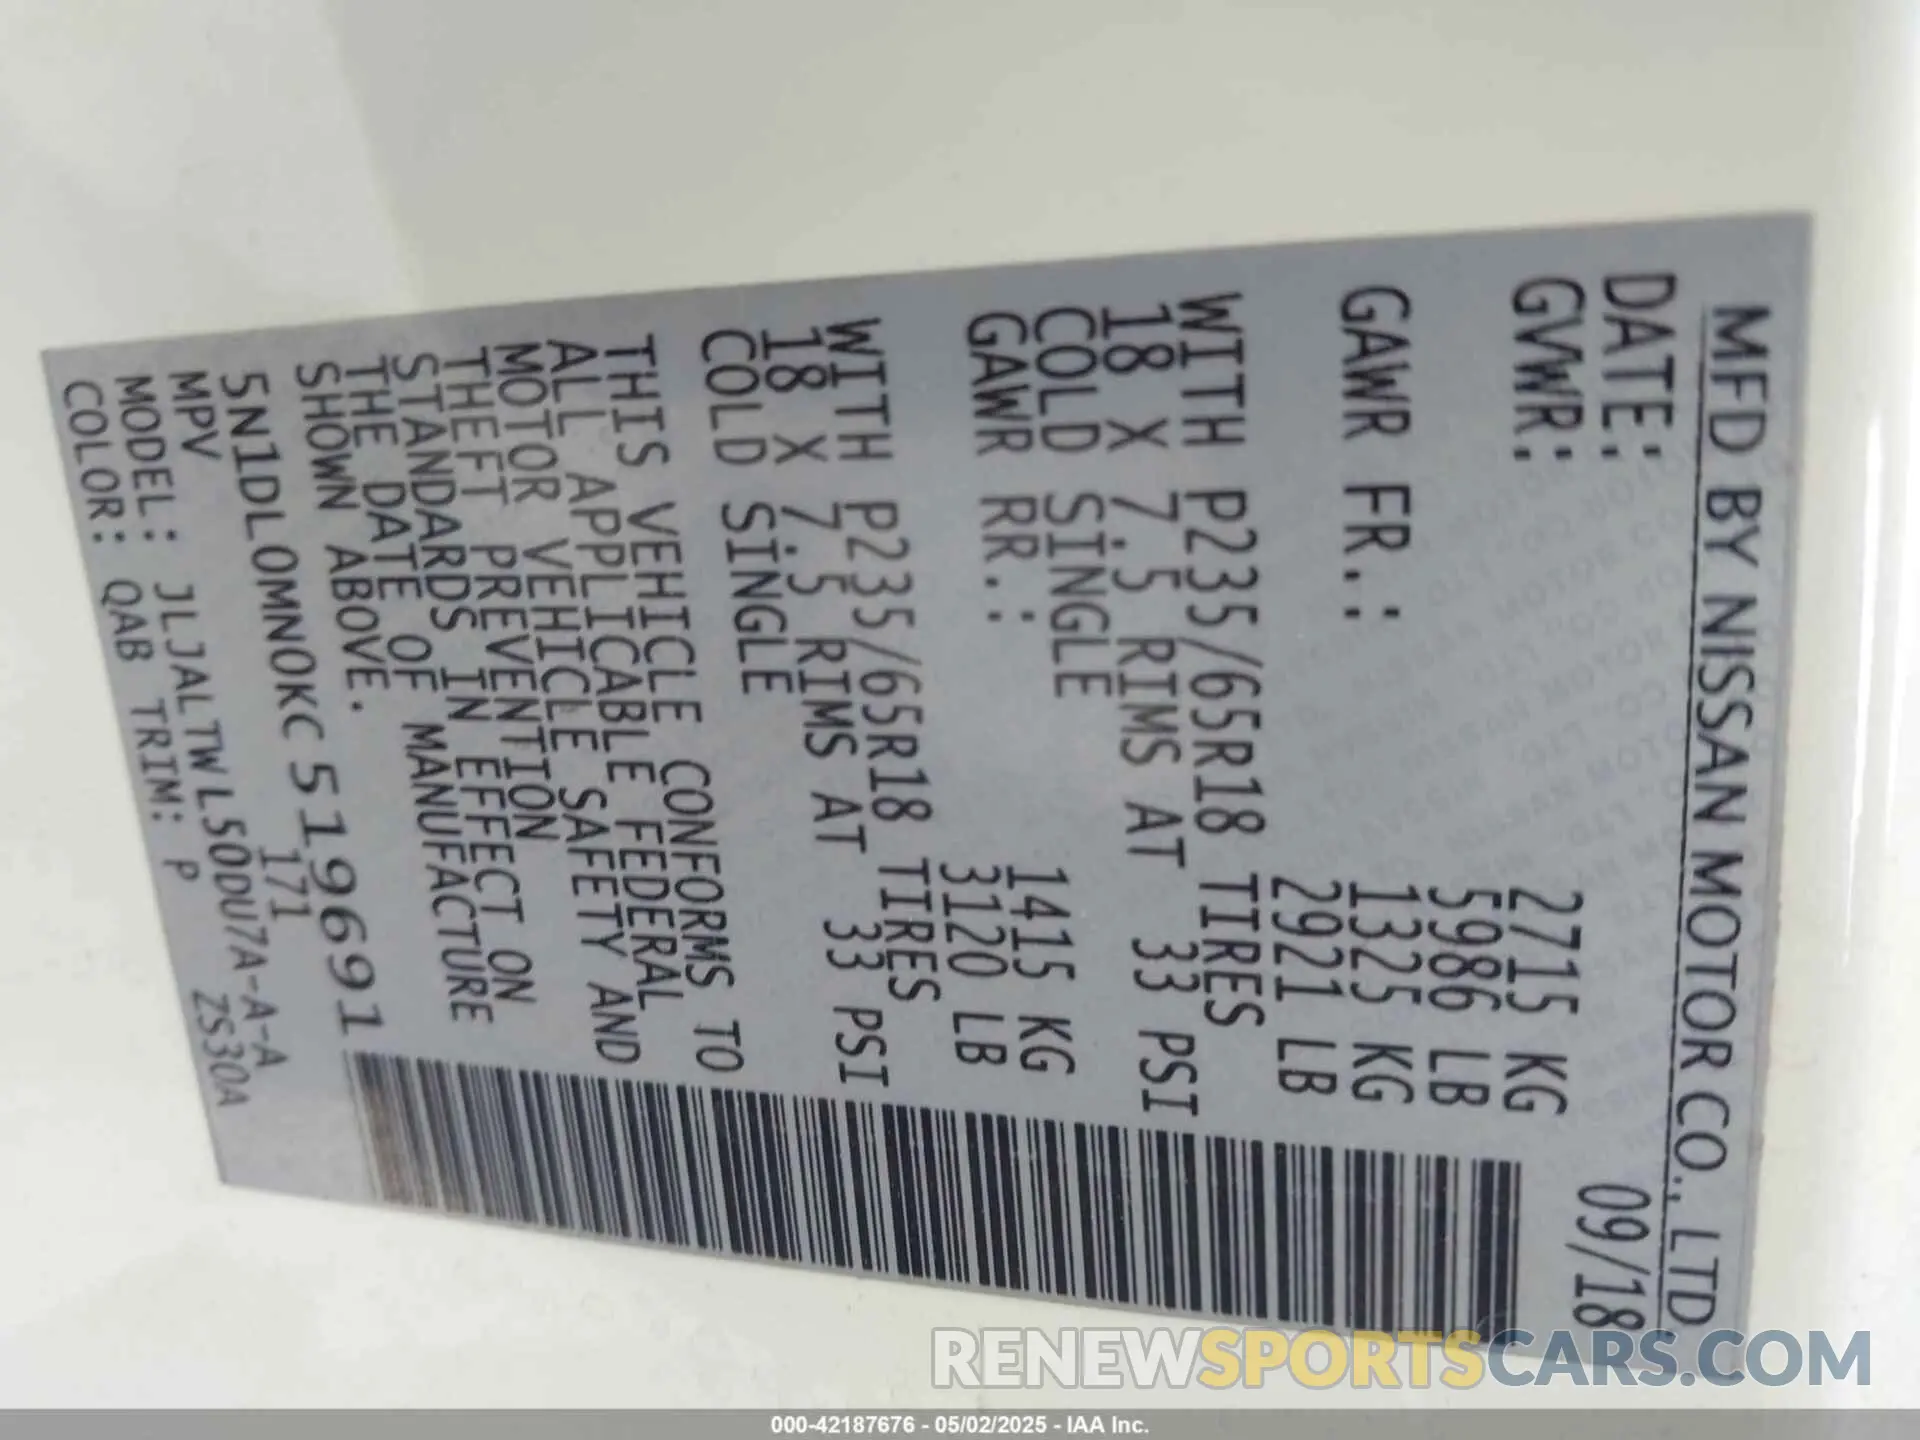 MFD BY NISSAN MOTOR CO., LTD.
DATE: 09/18
GVWR: 2715 KG
5986 LB
GAWR FR.: 1325 KG
2921 LB
WITH P235/65R18 TIRES
18 X 7.5 RIMS AT 33 PSI
COLD SINGLE
GAWR RR.: 1415 KG
3120 LB
WITH P235/65R18 TIRES
18 X 7.5 RIMS AT 33 PSI
COLD SINGLE
THIS VEHICLE CONFORMS TO
ALL APPLICABLE FEDERAL
MOTOR VEHICLE SAFETY AND
THEFT PREVENTION
STANDARDS IN EFFECT ON
THE DATE OF MANUFACTURE
SHOWN ABOVE.
5N1DL0MN0KC519691
MPV 171
MODEL: JLJALTWL50DU7A-A-A
COLOR: QAB TRIM: P ZS30A
RENEWSPORTSCARS.COM
000-42187676 - 05/02/2025 - IAA Inc.